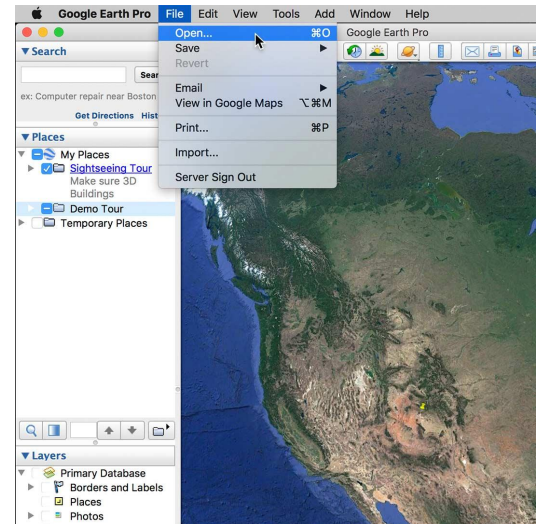 Google Earth Pro File Edit View Tools Add Window Help
Google Earth Pro
Open... ⌘O
Save
Revert
Email
View in Google Maps ⌥⌘M
Print... ⌘P
Import...
Server Sign Out
Search
Sear
ex: Computer repair near Boston
Get Directions Hist
Places
My Places
Sightseeing Tour
Make sure 3D
Buildings
Demo Tour
Temporary Places
Layers
Primary Database
Borders and Labels
Places
Photos